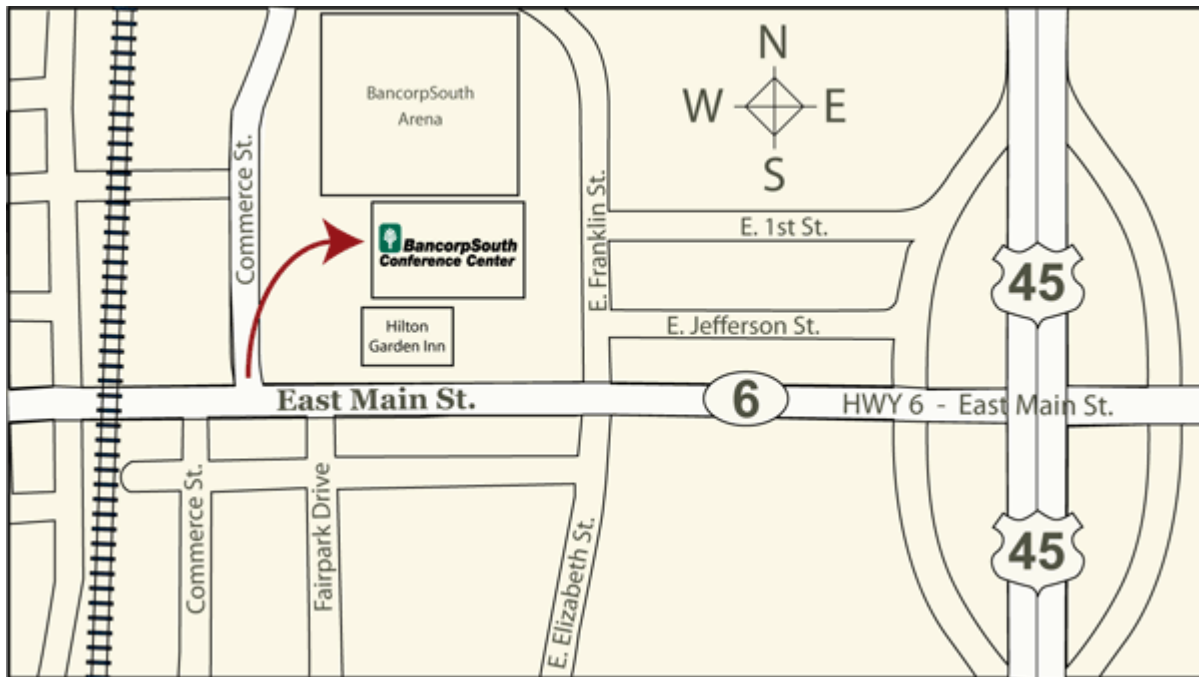 N
W E
S
BancorpSouth
Arena
Commerce St.
E. Franklin St.
E. 1st St.
BancorpSouth
Conference Center
45
Hilton
Garden Inn
E. Jefferson St.
East Main St.
6
HWY 6 - East Main St.
Commerce St.
Fairpark Drive
E. Elizabeth St.
45